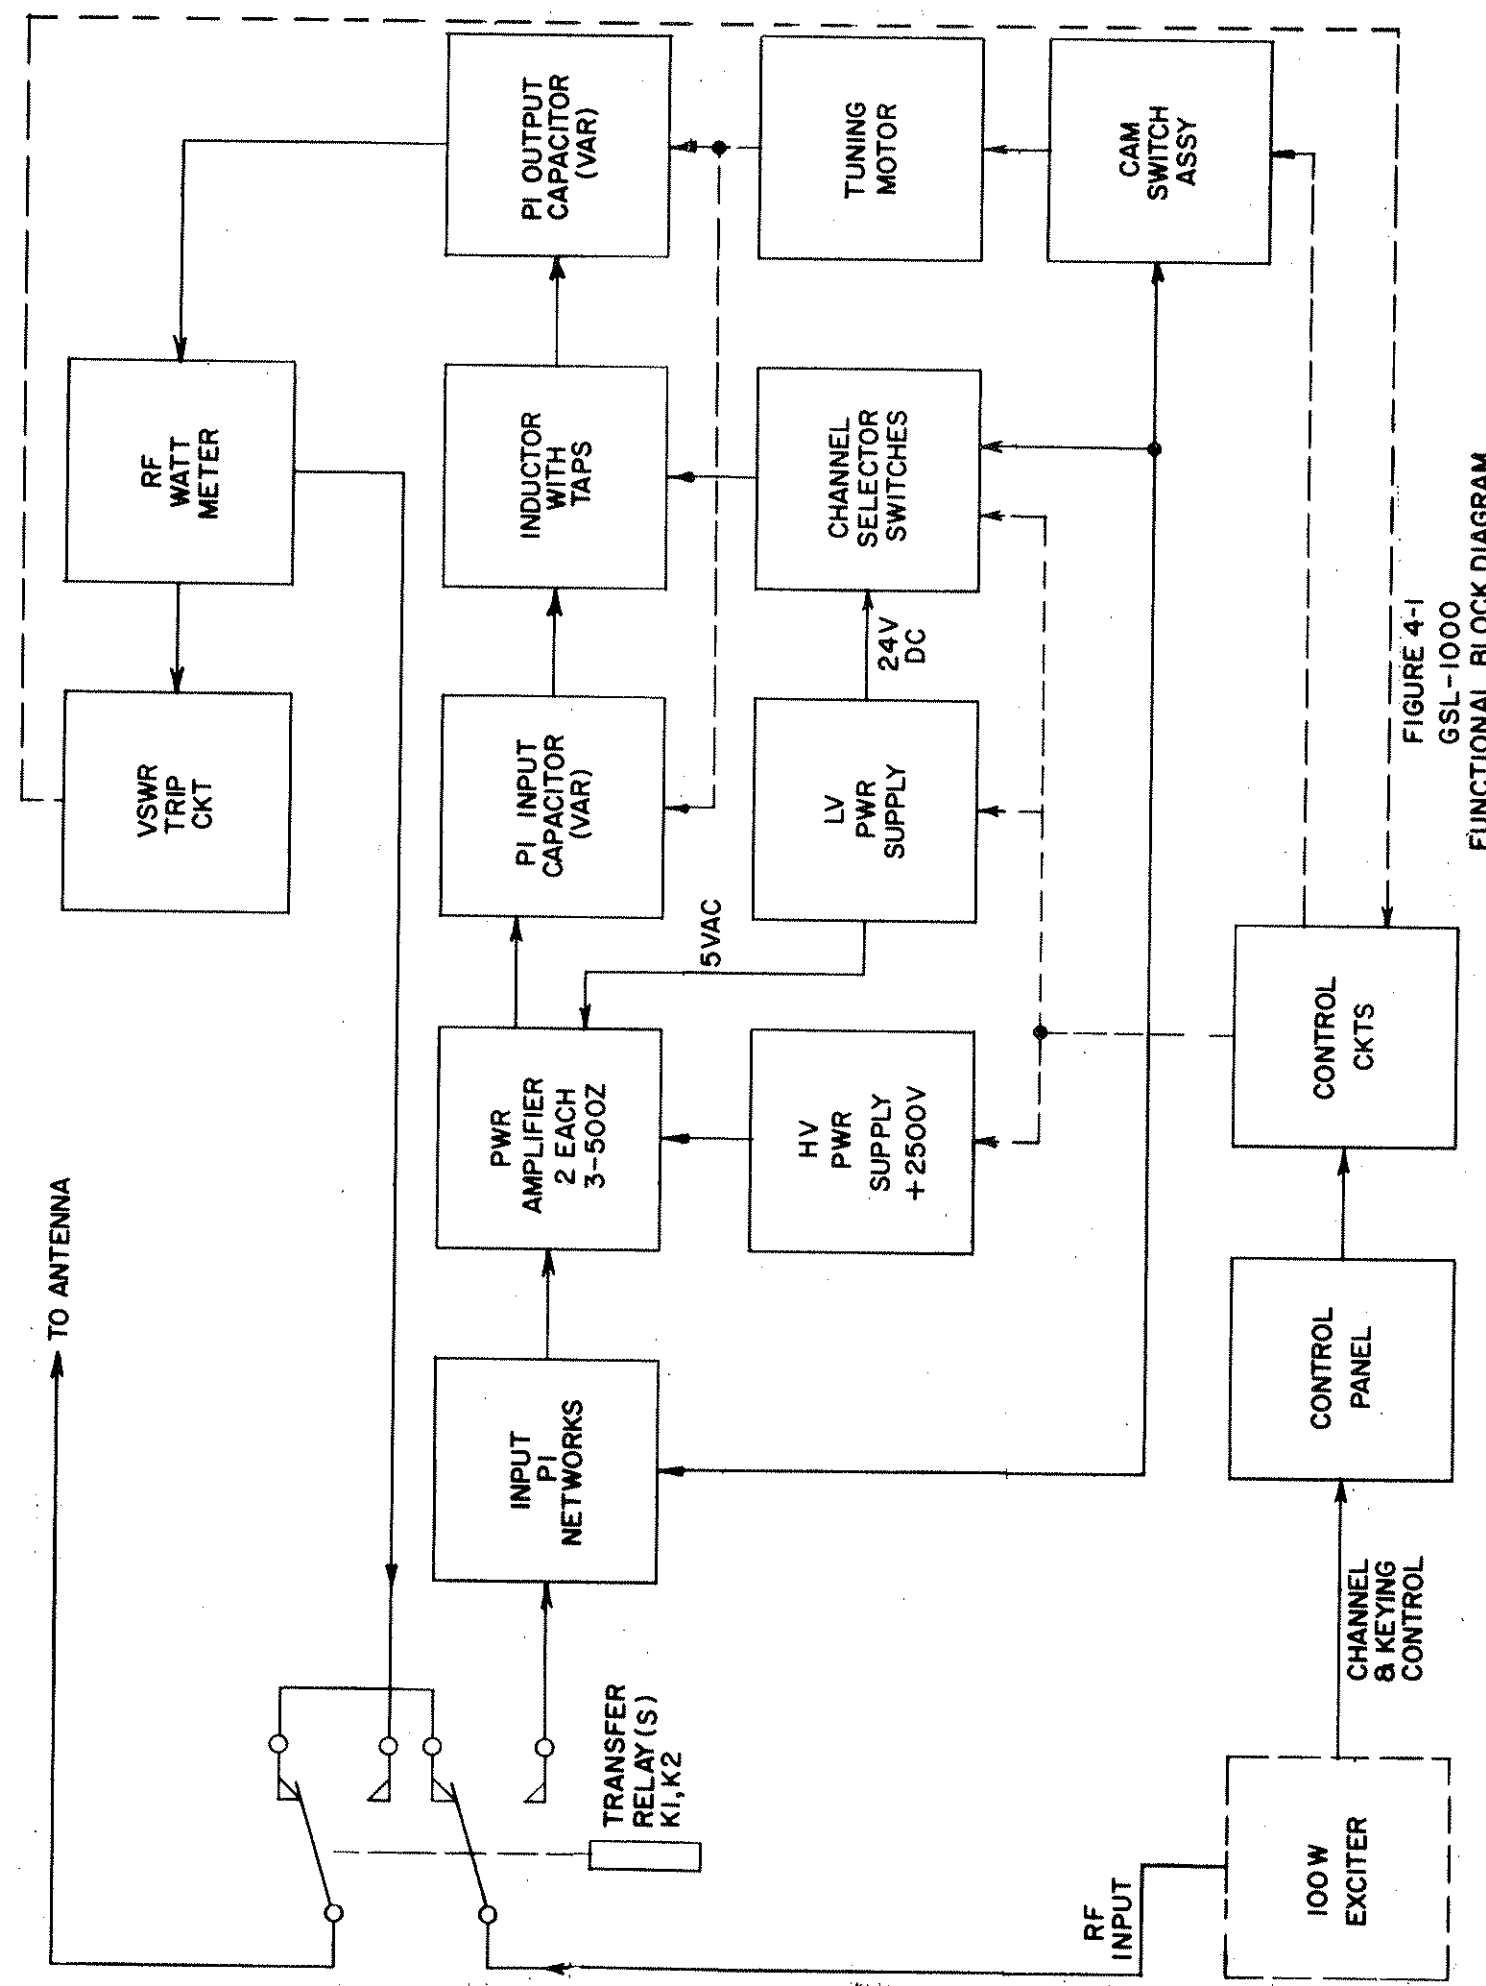 TO ANTENNA
VSWR
TRIP
CKT
RF
WATT
METER
TRANSFER
RELAY(S)
K1,K2
INPUT
PI
NETWORKS
PWR
AMPLIFIER
2 EACH
3-500Z
PI INPUT
CAPACITOR
(VAR)
INDUCTOR
WITH
TAPS
PI OUTPUT
CAPACITOR
(VAR)
5VAC
HV
PWR
SUPPLY
+2500V
LV
PWR
SUPPLY
24V
DC
CHANNEL
SELECTOR
SWITCHES
TUNING
MOTOR
CAM
SWITCH
ASSY
RF
INPUT
100W
EXCITER
CHANNEL
& KEYING
CONTROL
CONTROL
PANEL
CONTROL
CKTS
FIGURE 4-1
GSL-1000
FUNCTIONAL BLOCK DIAGRAM